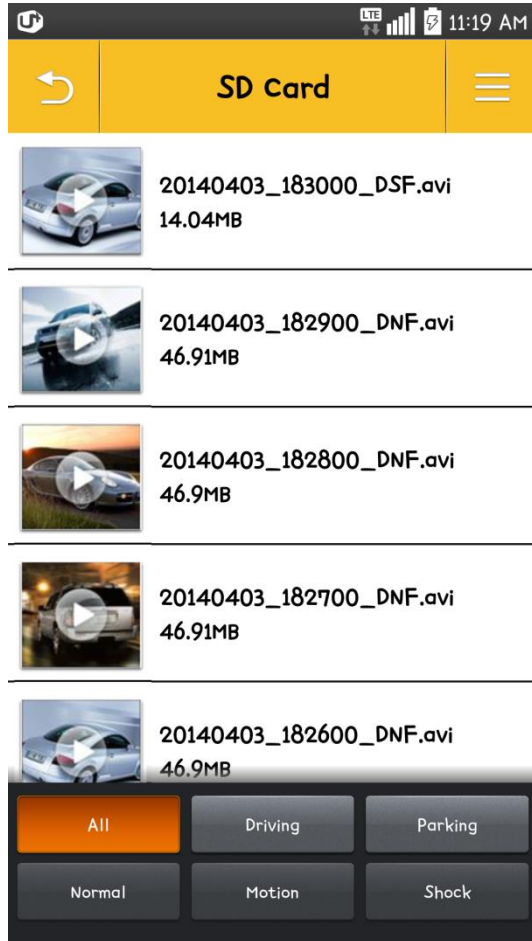 U+
LTE
11:19 AM
SD Card
20140403_183000_DSF.avi
14.04MB
20140403_182900_DNF.avi
46.91MB
20140403_182800_DNF.avi
46.9MB
20140403_182700_DNF.avi
46.91MB
20140403_182600_DNF.avi
46.9MB
All
Driving
Parking
Normal
Motion
Shock